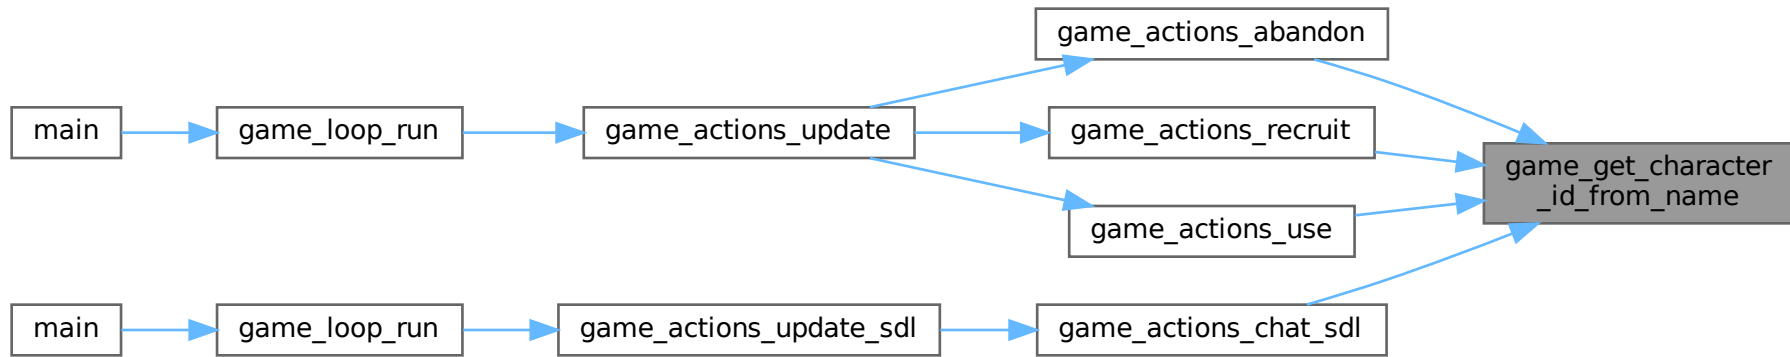 game_actions_abandon
main
game_loop_run
game_actions_update
game_actions_recruit
game_get_character
_id_from_name
game_actions_use
main
game_loop_run
game_actions_update_sdl
game_actions_chat_sdl